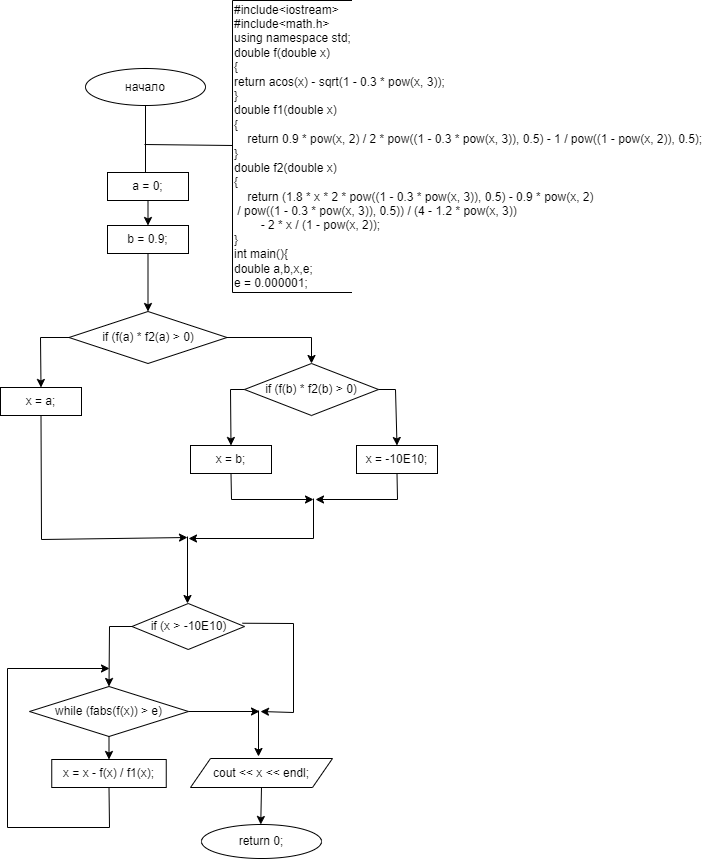 #include<iostream>
#include<math.h>
using namespace std;
double f(double x)
{
return acos(x) - sqrt(1 - 0.3 * pow(x, 3));
}
double f1(double x)
{
return 0.9 * pow(x, 2) / 2 * pow((1 - 0.3 * pow(x, 3)), 0.5) - 1 / pow((1 - pow(x, 2)), 0.5);
}
double f2(double x)
{
return (1.8 * x * 2 * pow((1 - 0.3 * pow(x, 3)), 0.5) - 0.9 * pow(x, 2)
/ pow((1 - 0.3 * pow(x, 3)), 0.5)) / (4 - 1.2 * pow(x, 3))
- 2 * x / (1 - pow(x, 2));
}
int main(){
double a,b,x,e;
e = 0.000001;
начало
a = 0;
b = 0.9;
if (f(a) * f2(a) > 0)
x = a;
if (f(b) * f2(b) > 0)
x = b;
x = -10E10;
if (x > -10E10)
while (fabs(f(x)) > e)
x = x - f(x) / f1(x);
cout << x << endl;
return 0;